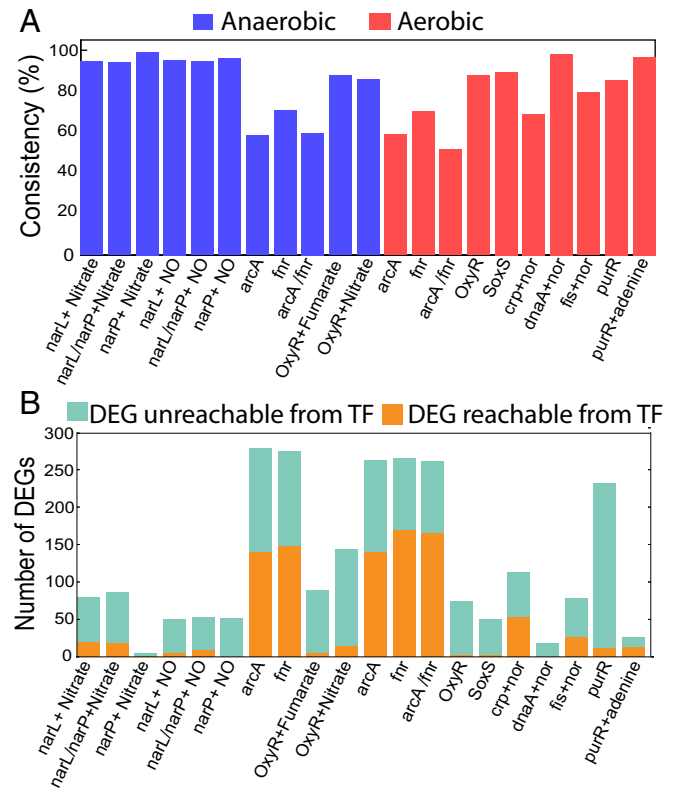 A
Anaerobic Aerobic
Consistency (%)
100
80
60
40
20
0
narL+ Nitrate
narL/narP+Nitrate
narP+ Nitrate
narL+ NO
narL/narP+ NO
narP+ NO
arcA
fnr
arcA /fnr
OxyR+Fumarate
OxyR+Nitrate
arcA
fnr
arcA /fnr
OxyR
SoxS
crp+nor
dnaA+nor
fis+nor
purR
purR+adenine
B
DEG unreachable from TF DEG reachable from TF
Number of DEGs
300
250
200
150
100
50
0
narL+ Nitrate
narL/narP+Nitrate
narP+ Nitrate
narL+ NO
narL/narP+ NO
narP+ NO
arcA
fnr
OxyR+Fumarate
OxyR+Nitrate
arcA
fnr
arcA /fnr
OxyR
SoxS
crp+nor
dnaA+nor
fis+nor
purR
purR+adenine